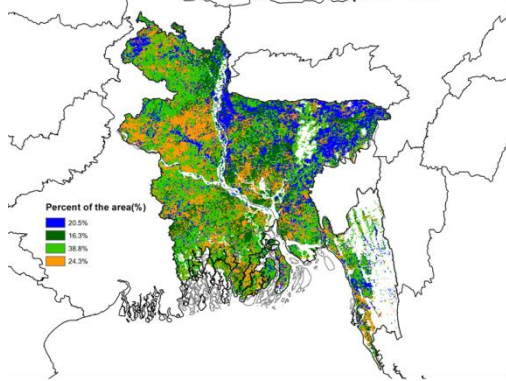 Percent of the area(%)
20.5%
16.3%
38.8%
24.3%